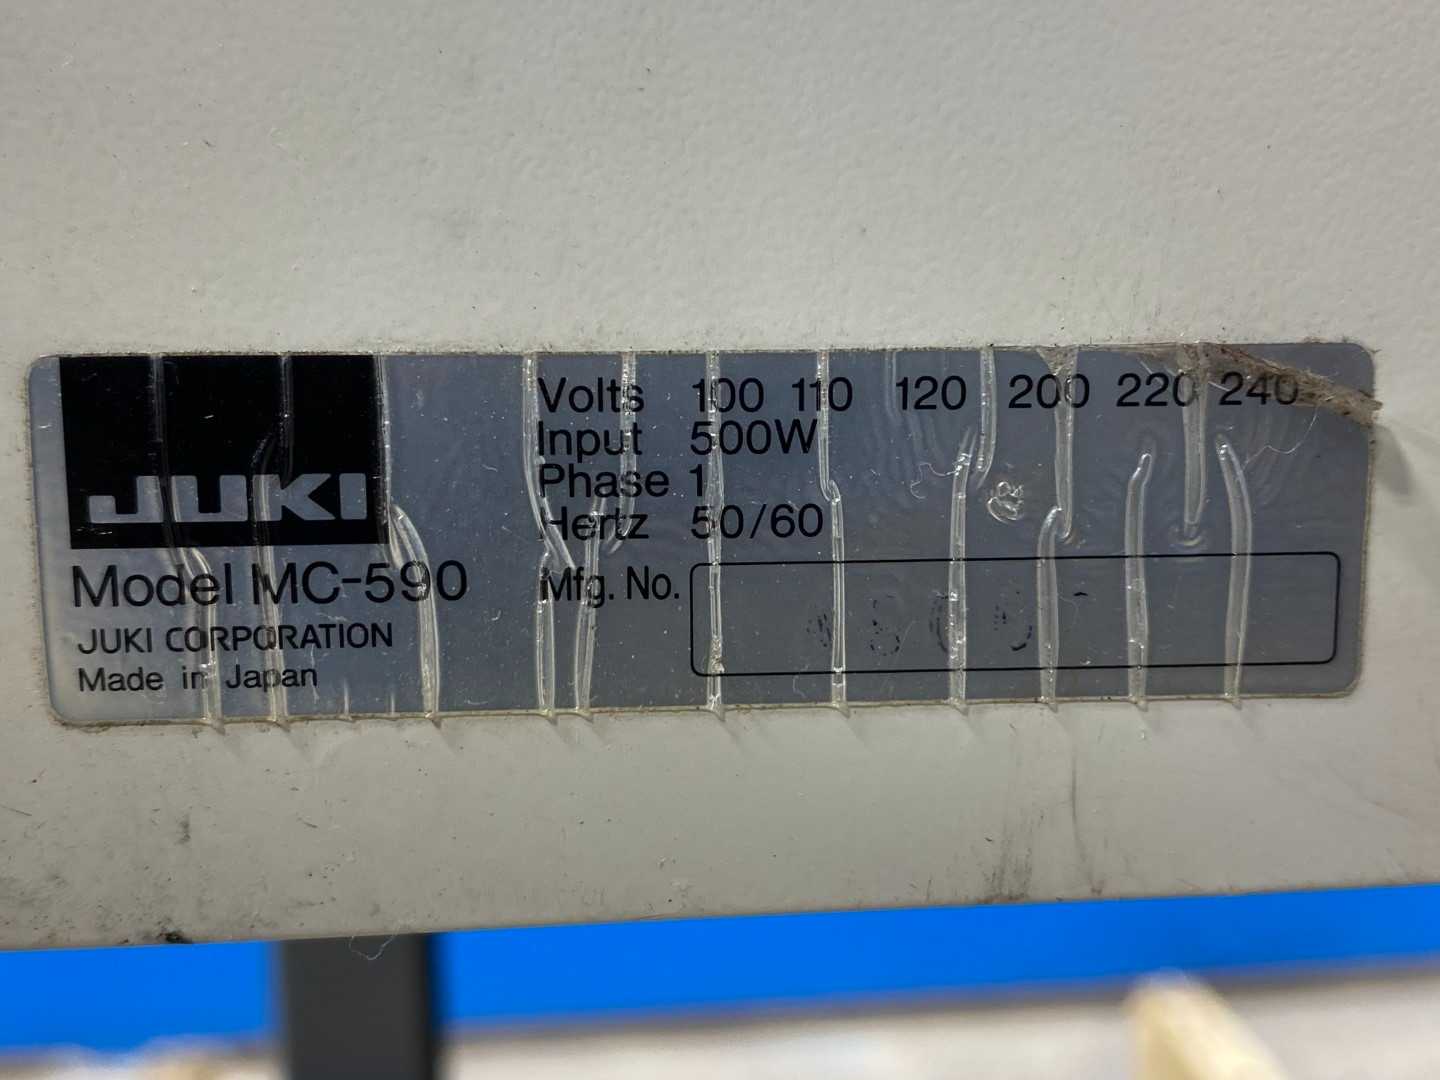 JUKI
Model MC-590
JUKI CORPORATION
Made in Japan
Volts 100 110 120 200 220 240
Input 500W
Phase 1
Hertz 50/60
Mfg. No.